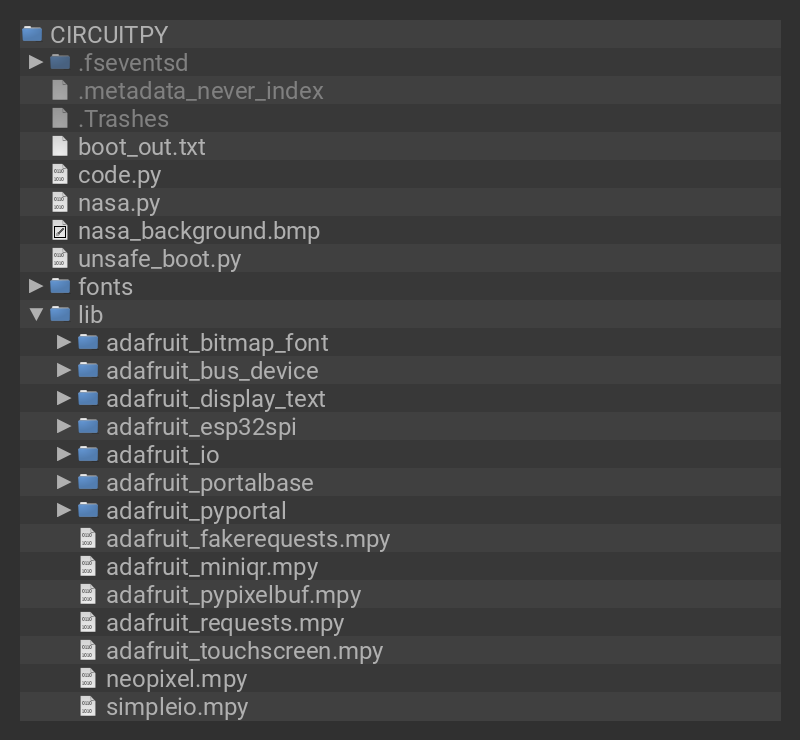 CIRCUITPY
.fseventsd
.metadata_never_index
.Trashes
boot_out.txt
code.py
nasa.py
nasa_background.bmp
unsafe_boot.py
fonts
lib
adafruit_bitmap_font
adafruit_bus_device
adafruit_display_text
adafruit_esp32spi
adafruit_io
adafruit_portalbase
adafruit_pyportal
adafruit_fakerequests.mpy
adafruit_miniqr.mpy
adafruit_pypixelbuf.mpy
adafruit_requests.mpy
adafruit_touchscreen.mpy
neopixel.mpy
simpleio.mpy